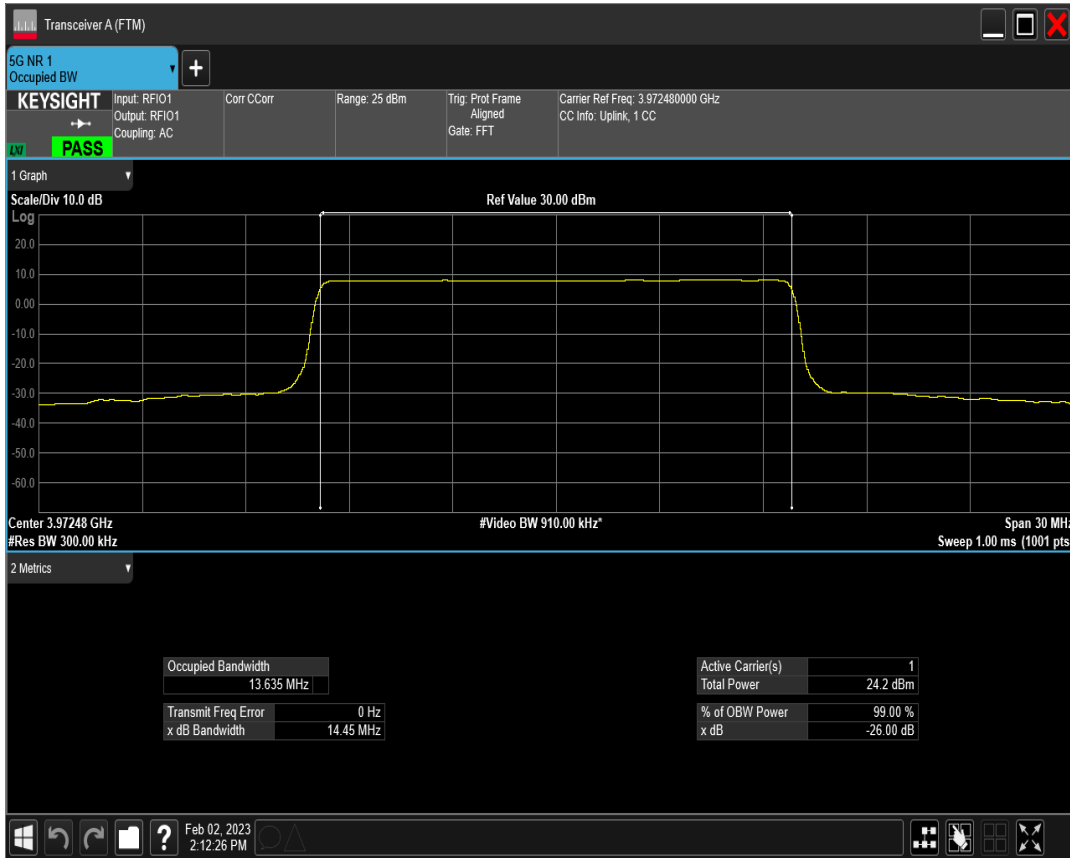 Transceiver A (FTM)
5G NR 1
Occupied BW
+
KEYSIGHT
LXI
PASS
Input: RFIO1
Output: RFIO1
Coupling: AC
Corr CCorr
Range: 25 dBm
Trig: Prot Frame
Aligned
Gate: FFT
Carrier Ref Freq: 3.972480000 GHz
CC Info: Uplink, 1 CC
1 Graph
Scale/Div 10.0 dB
Ref Value 30.00 dBm
Log
20.0
10.0
0.00
-10.0
-20.0
-30.0
-40.0
-50.0
-60.0
Center 3.97248 GHz
#Video BW 910.00 kHz*
Span 30 MHz
#Res BW 300.00 kHz
Sweep 1.00 ms (1001 pts
2 Metrics
Occupied Bandwidth
13.635 MHz
Transmit Freq Error 0 Hz
x dB Bandwidth 14.45 MHz
Active Carrier(s) 1
Total Power 24.2 dBm
% of OBW Power 99.00 %
x dB -26.00 dB
?
Feb 02, 2023
2:12:26 PM